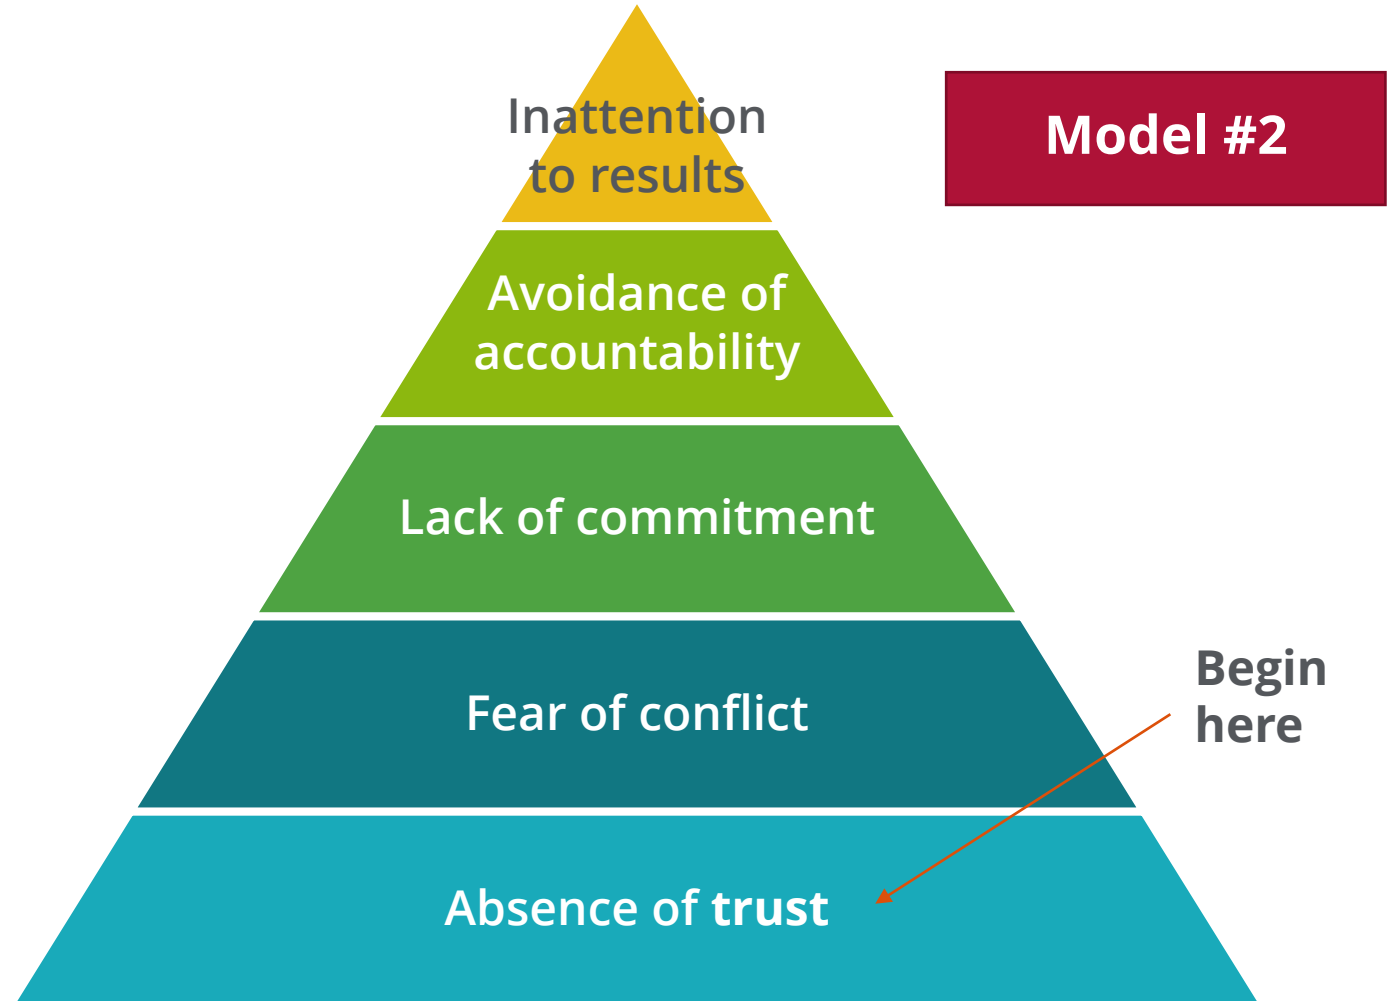 Inattention
to results
Model #2
Avoidance of
accountability
Lack of commitment
Fear of conflict
Begin
here
Absence of trust